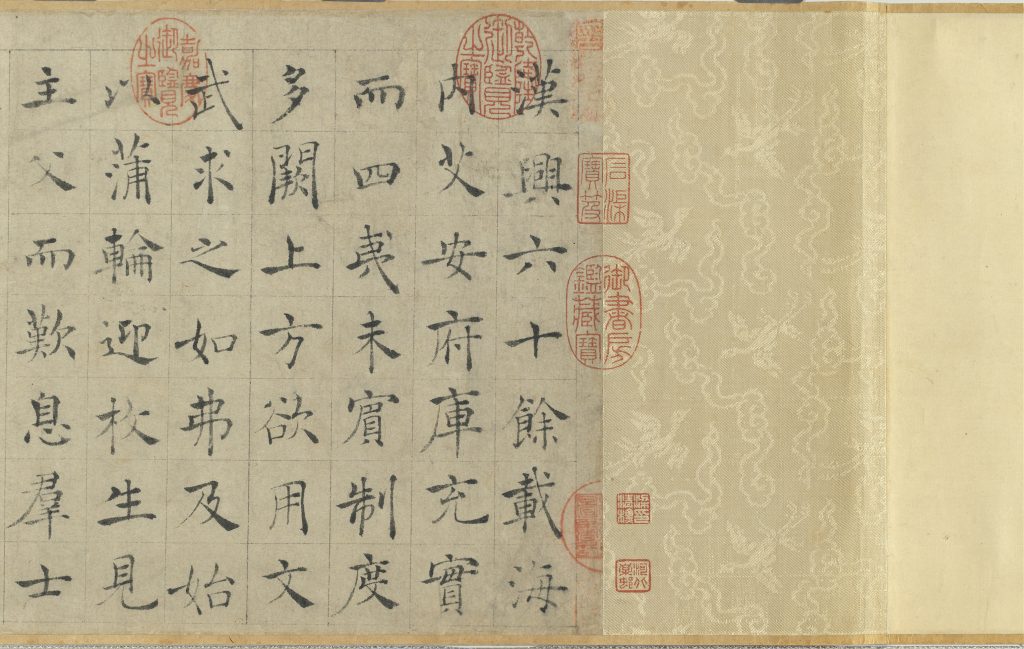 石渠寶笈
御書房鑑藏寶
乾隆御覽之寶
漢興六十餘載海
内艾安府庫充實
而四夷未賓制度
多闕上方欲用文
武求之如弗及始
以蒲輪迎枚生見
主父而歎息羣士
嘉慶御覽之寶